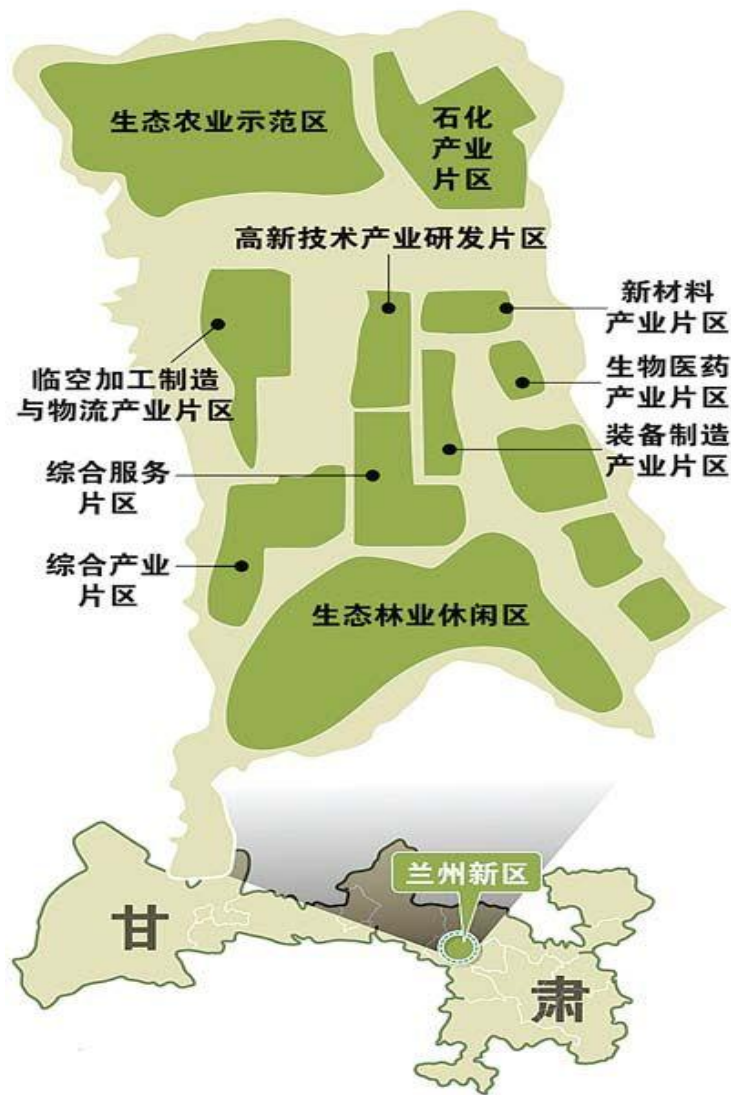 生态农业示范区
石化
产业
片区
高新技术产业研发片区
新材料
产业片区
临空加工制造
与物流产业片区
生物医药
产业片区
装备制造
产业片区
综合服务
片区
综合产业
片区
生态林业休闲区
兰州新区
甘
肃